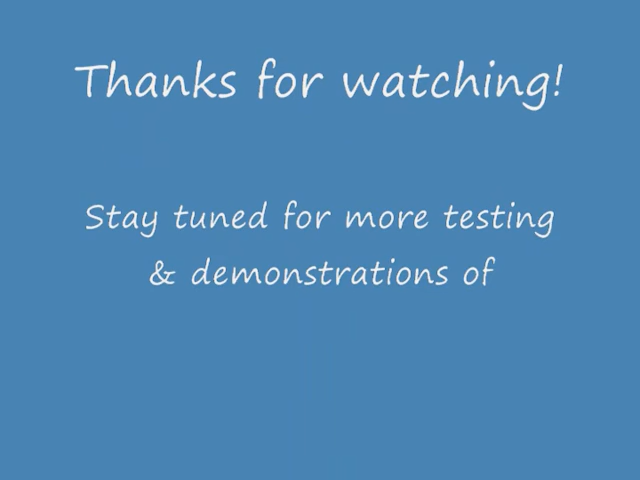 Thanks for watching!
Stay tuned for more testing
& demonstrations of